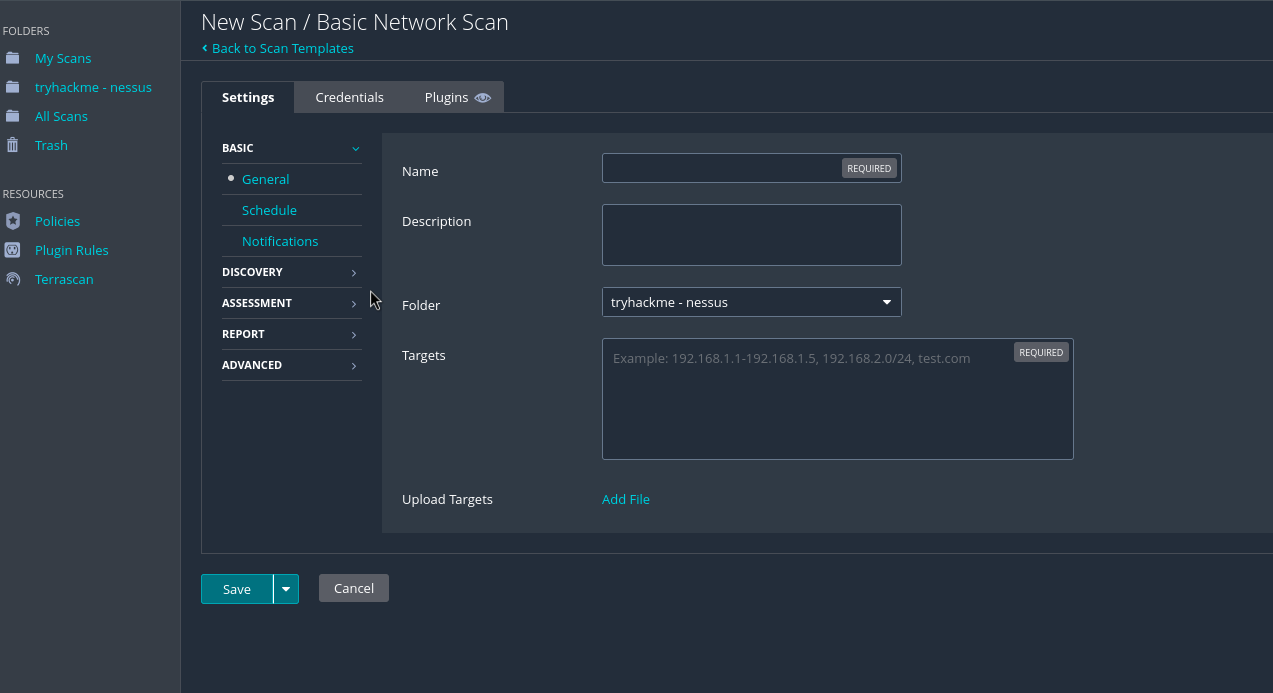 FOLDERS
My Scans
tryhackme - nessus
All Scans
Trash
RESOURCES
Policies
Plugin Rules
Terrascan
New Scan / Basic Network Scan
Back to Scan Templates
Settings
Credentials
Plugins
BASIC
General
Schedule
Notifications
DISCOVERY
ASSESSMENT
REPORT
ADVANCED
Name
REQUIRED
Description
Folder
tryhackme - nessus
Targets
Example: 192.168.1.1-192.168.1.5, 192.168.2.0/24, test.com
REQUIRED
Upload Targets
Add File
Save
Cancel